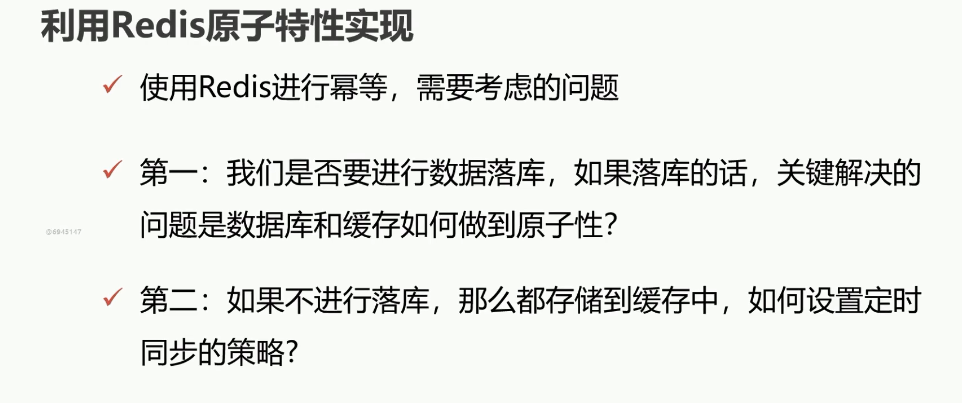 利用Redis原子特性实现
✓ 使用Redis进行幂等，需要考虑的问题
✓ 第一：我们是否要进行数据落库，如果落库的话，关键解决的
问题是数据库和缓存如何做到原子性？
✓ 第二：如果不进行落库，那么都存储到缓存中，如何设置定时
同步的策略?